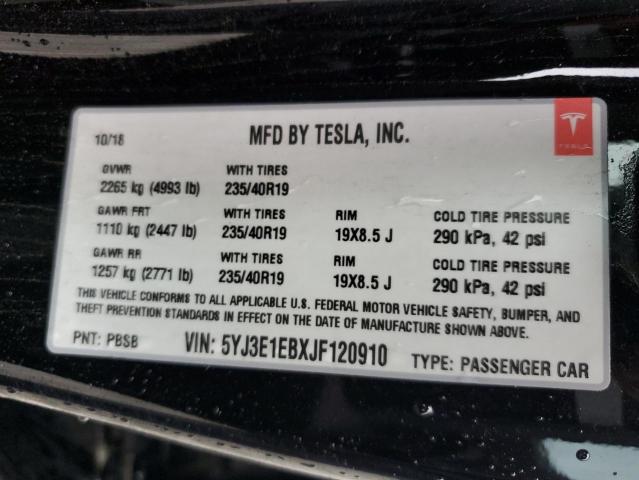 10/18 MFD BY TESLA, INC.
TESLA
GVWR WITH TIRES
2265 kg (4993 lb) 235/40R19
GAWR FRT WITH TIRES RIM COLD TIRE PRESSURE
1110 kg (2447 lb) 235/40R19 19X8.5 J 290 kPa, 42 psi
GAWR RR WITH TIRES RIM COLD TIRE PRESSURE
1257 kg (2771 lb) 235/40R19 19X8.5 J 290 kPa, 42 psi
THIS VEHICLE CONFORMS TO ALL APPLICABLE U.S. FEDERAL MOTOR VEHICLE SAFETY, BUMPER, AND
THEFT PREVENTION STANDARDS IN EFFECT ON THE DATE OF MANUFACTURE SHOWN ABOVE.
PNT: PBSB VIN: 5YJ3E1EBXJF120910 TYPE: PASSENGER CAR